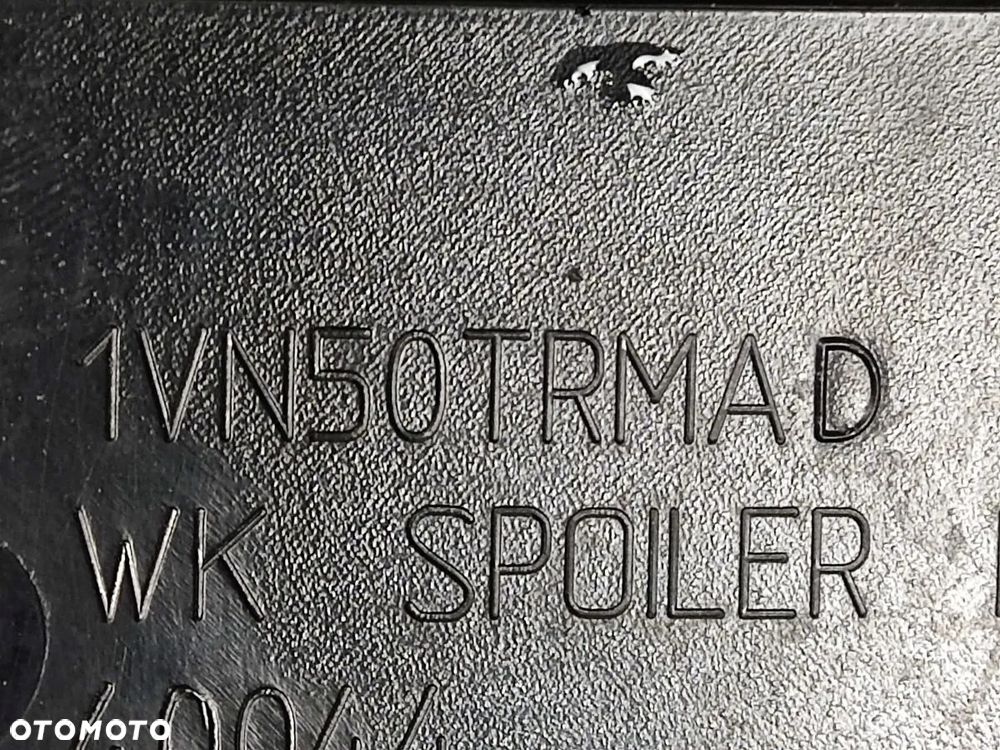 1VN50TRMAD
WK SPOILER
OTOMOTO